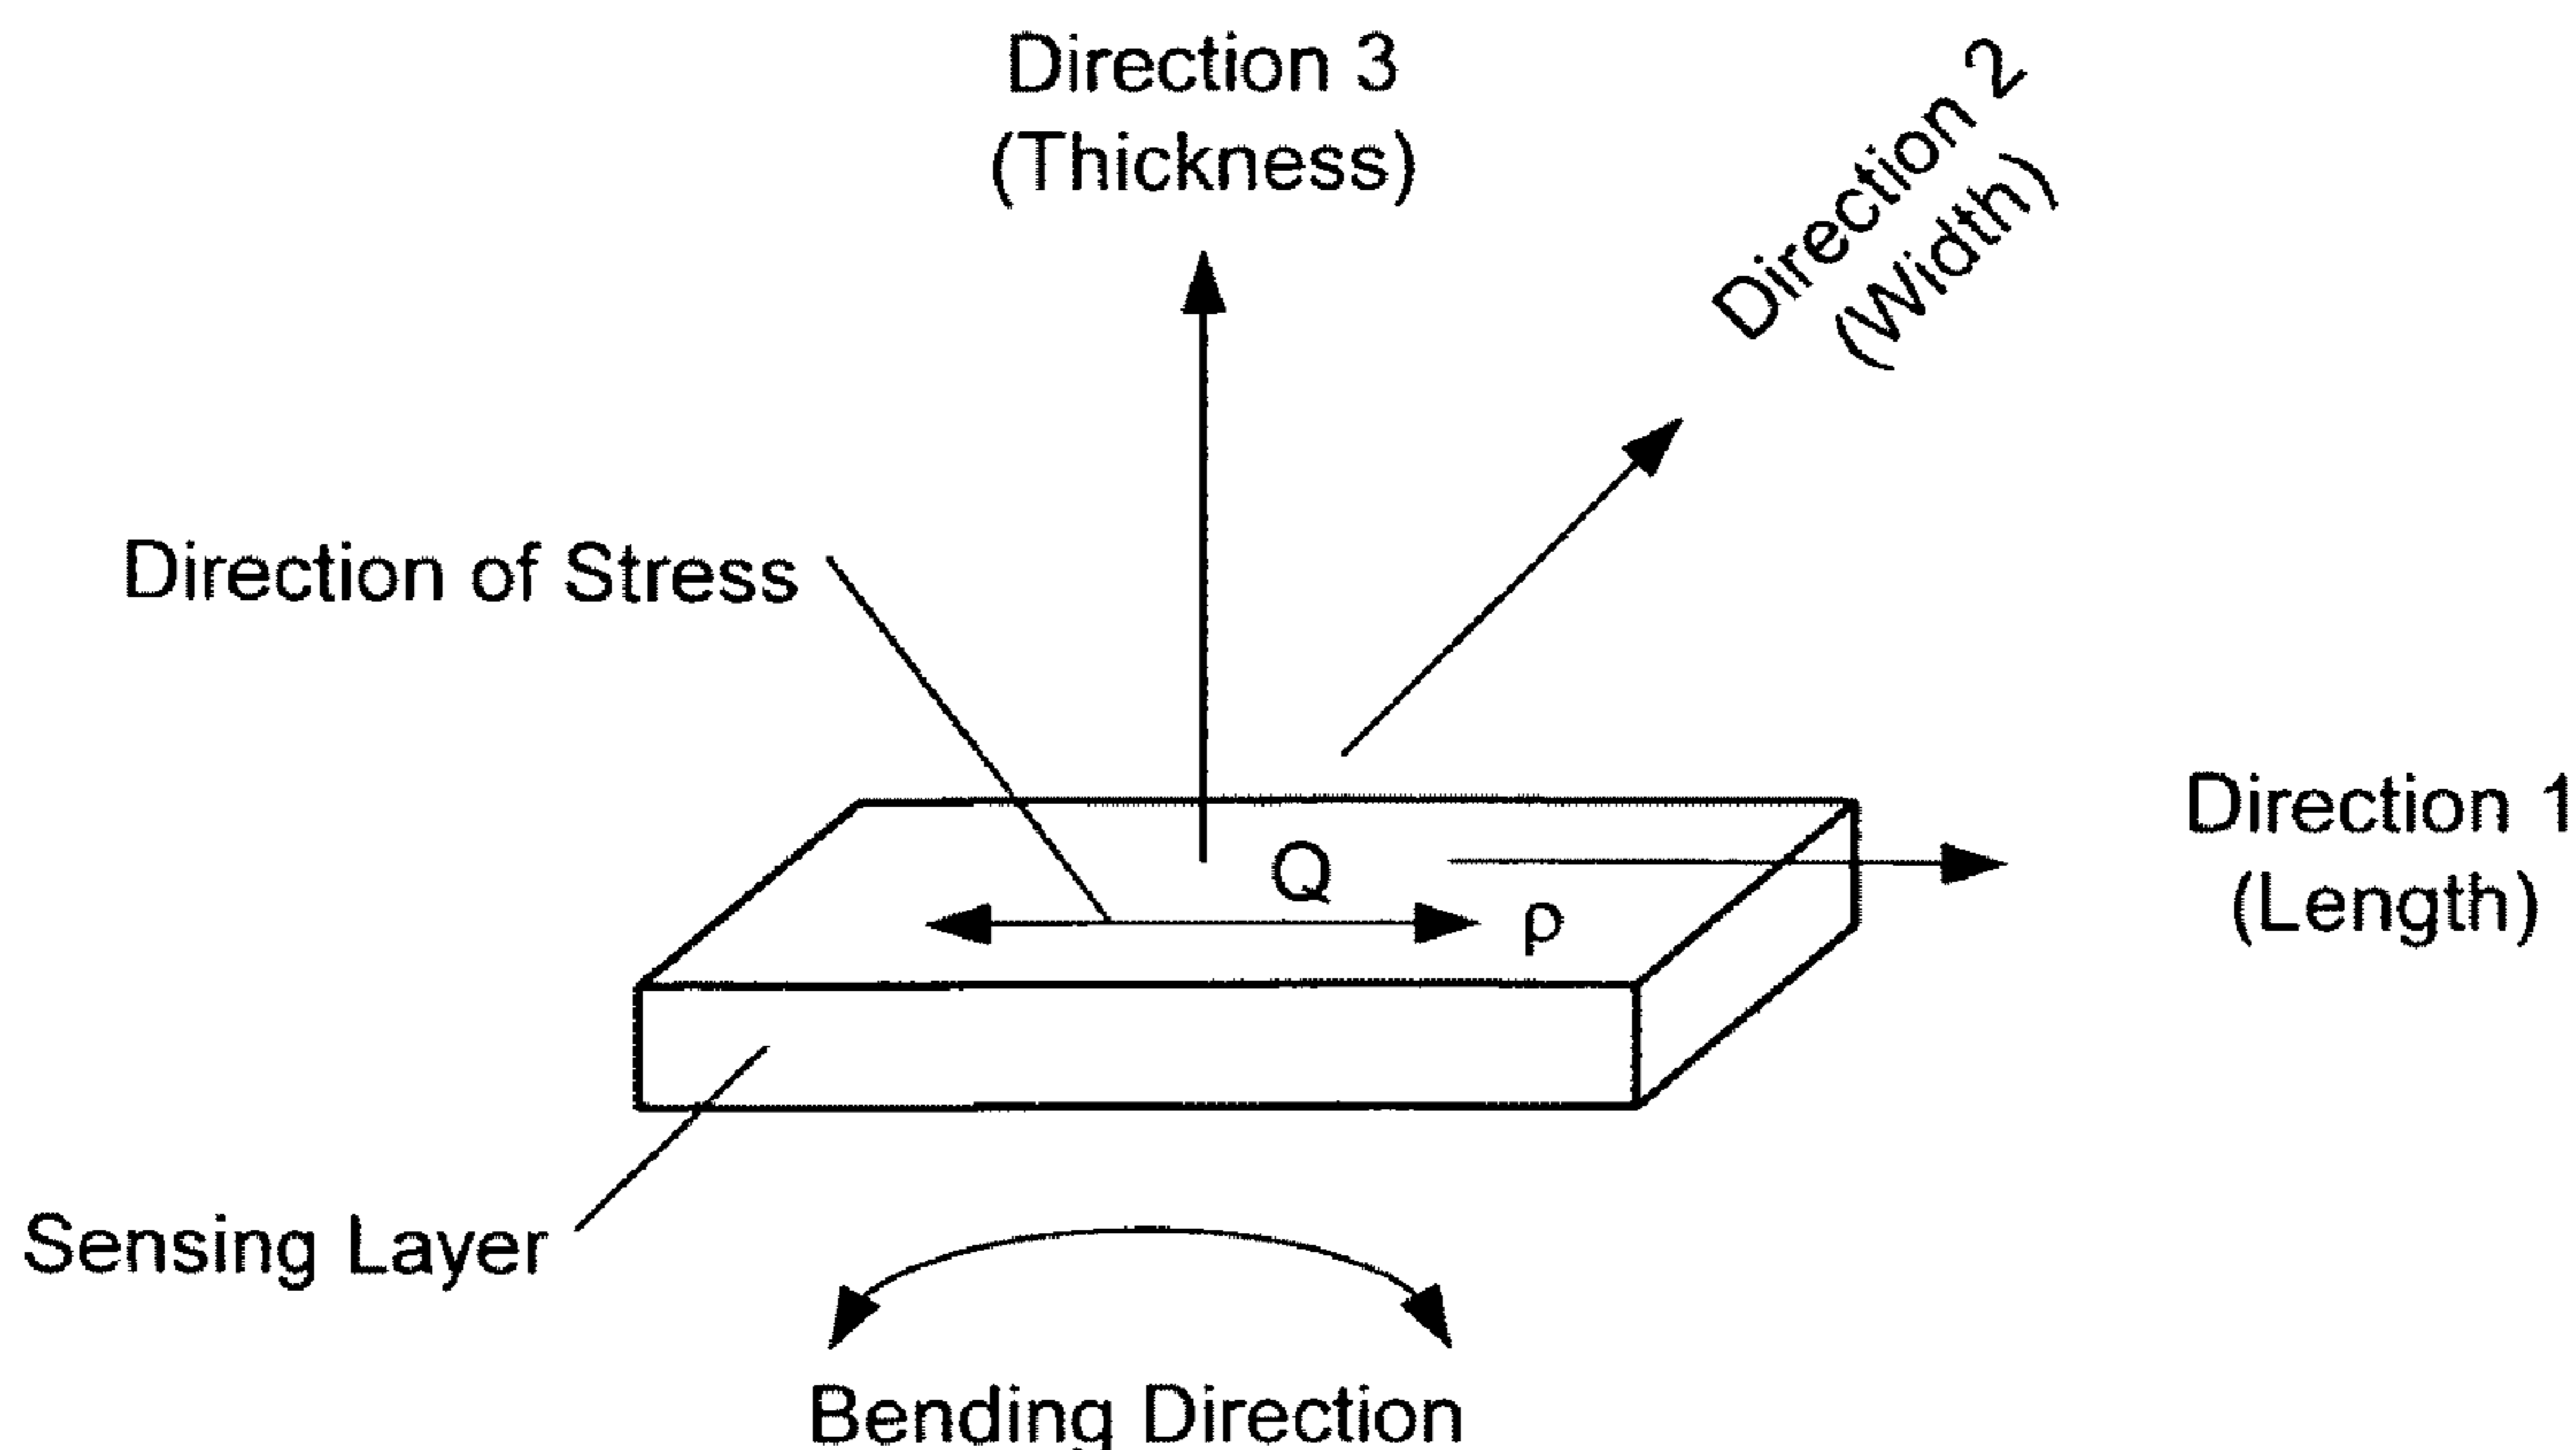 Direction 3
(Thickness)
Direction 2
(Width)
Direction of Stress
Direction 1
(Length)
Q
ρ
Sensing Layer
Bending Direction